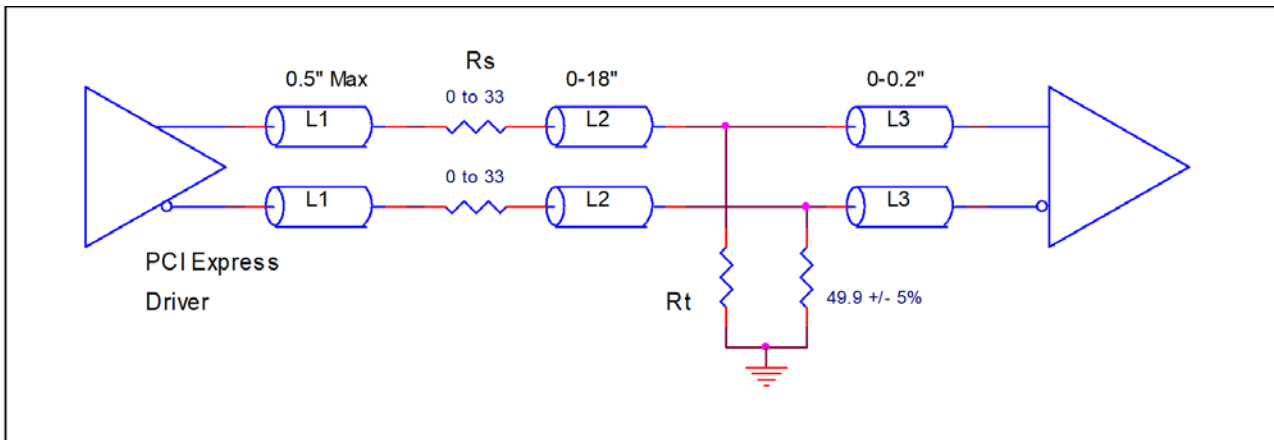 Rs
0.5" Max
0-18"
0-0.2"
0 to 33
L1
L2
L3
0 to 33
L1
L2
L3
PCI Express
Driver
Rt
49.9 +/- 5%